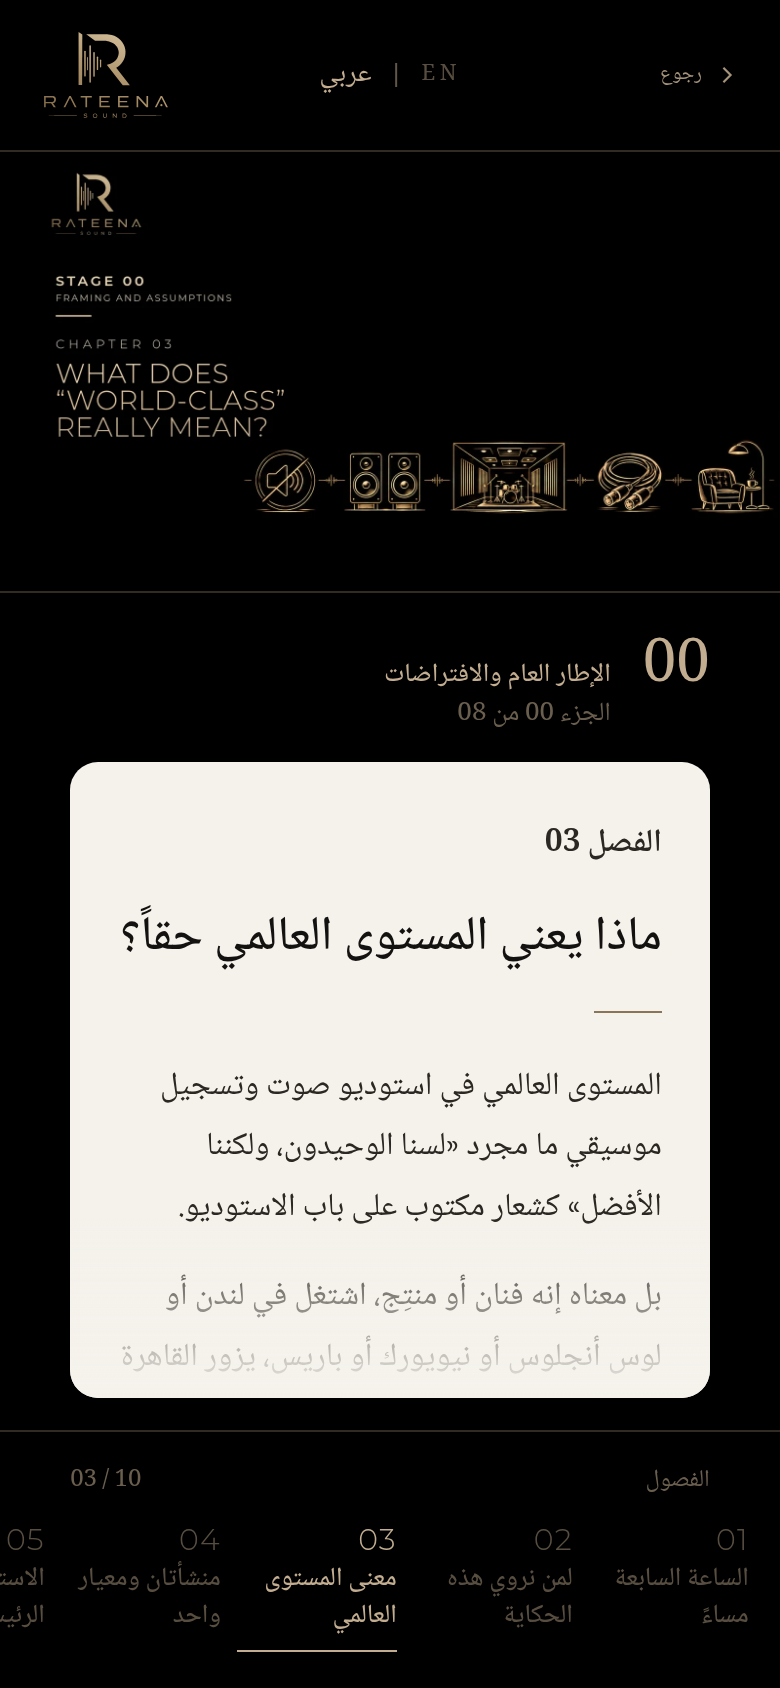 RATEENA
SOUND
عربي | EN
رجوع
RATEENA
SOUND
STAGE 00
FRAMING AND ASSUMPTIONS
CHAPTER 03
WHAT DOES
“WORLD-CLASS”
REALLY MEAN?
00
الإطار العام والافتراضات
الجزء 00 من 08
الفصل 03
ماذا يعني المستوى العالمي حقاً؟
المستوى العالمي في استوديو صوت وتسجيل
موسيقي ما مجرد «لسنا الوحيدون، ولكننا
الأفضل» كشعار مكتوب على باب الاستوديو.
بل معناه إنه فنان أو منتِج، اشتغل في لندن أو
لوس أنجلوس أو نيويورك أو باريس، يزور القاهرة
الفصول
03 / 10
01
الساعة السابعة
مساءً
02
لمن نروي هذه
الحكاية
03
معنى المستوى
العالمي
04
منشأتان ومعيار
واحد
05